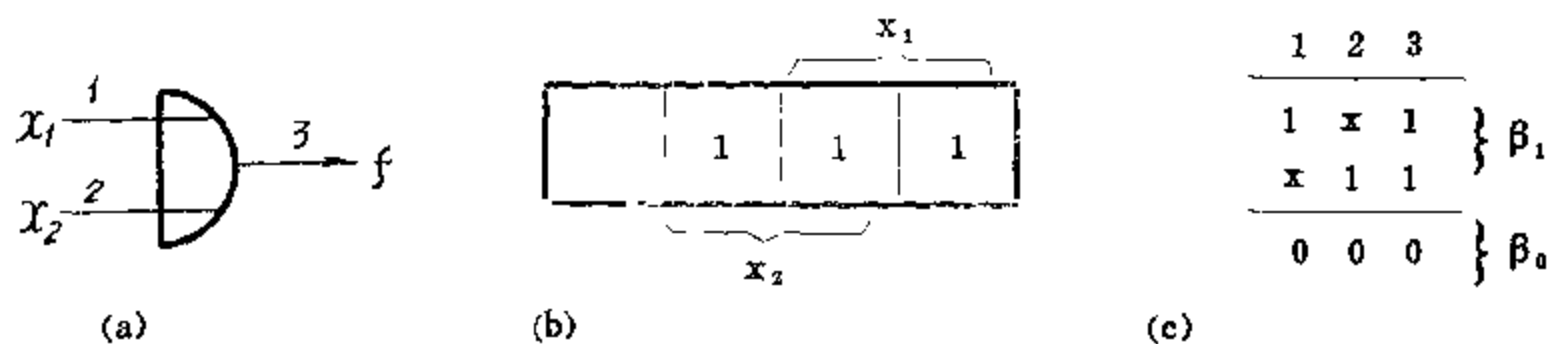 x₁ 1
x₂ 2
3 f
(a)
x₁
1 1 1
x₂
(b)
1 2 3
1 x 1
x 1 1
β₁
0 0 0
β₀
(c)